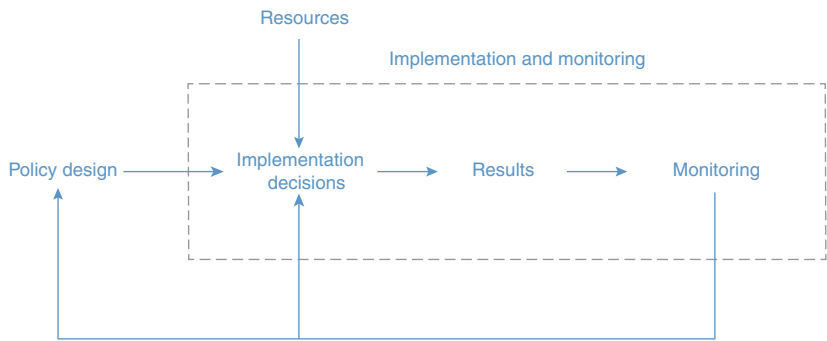 Resources
Implementation and monitoring
Policy design
Implementation
decisions
Results
Monitoring